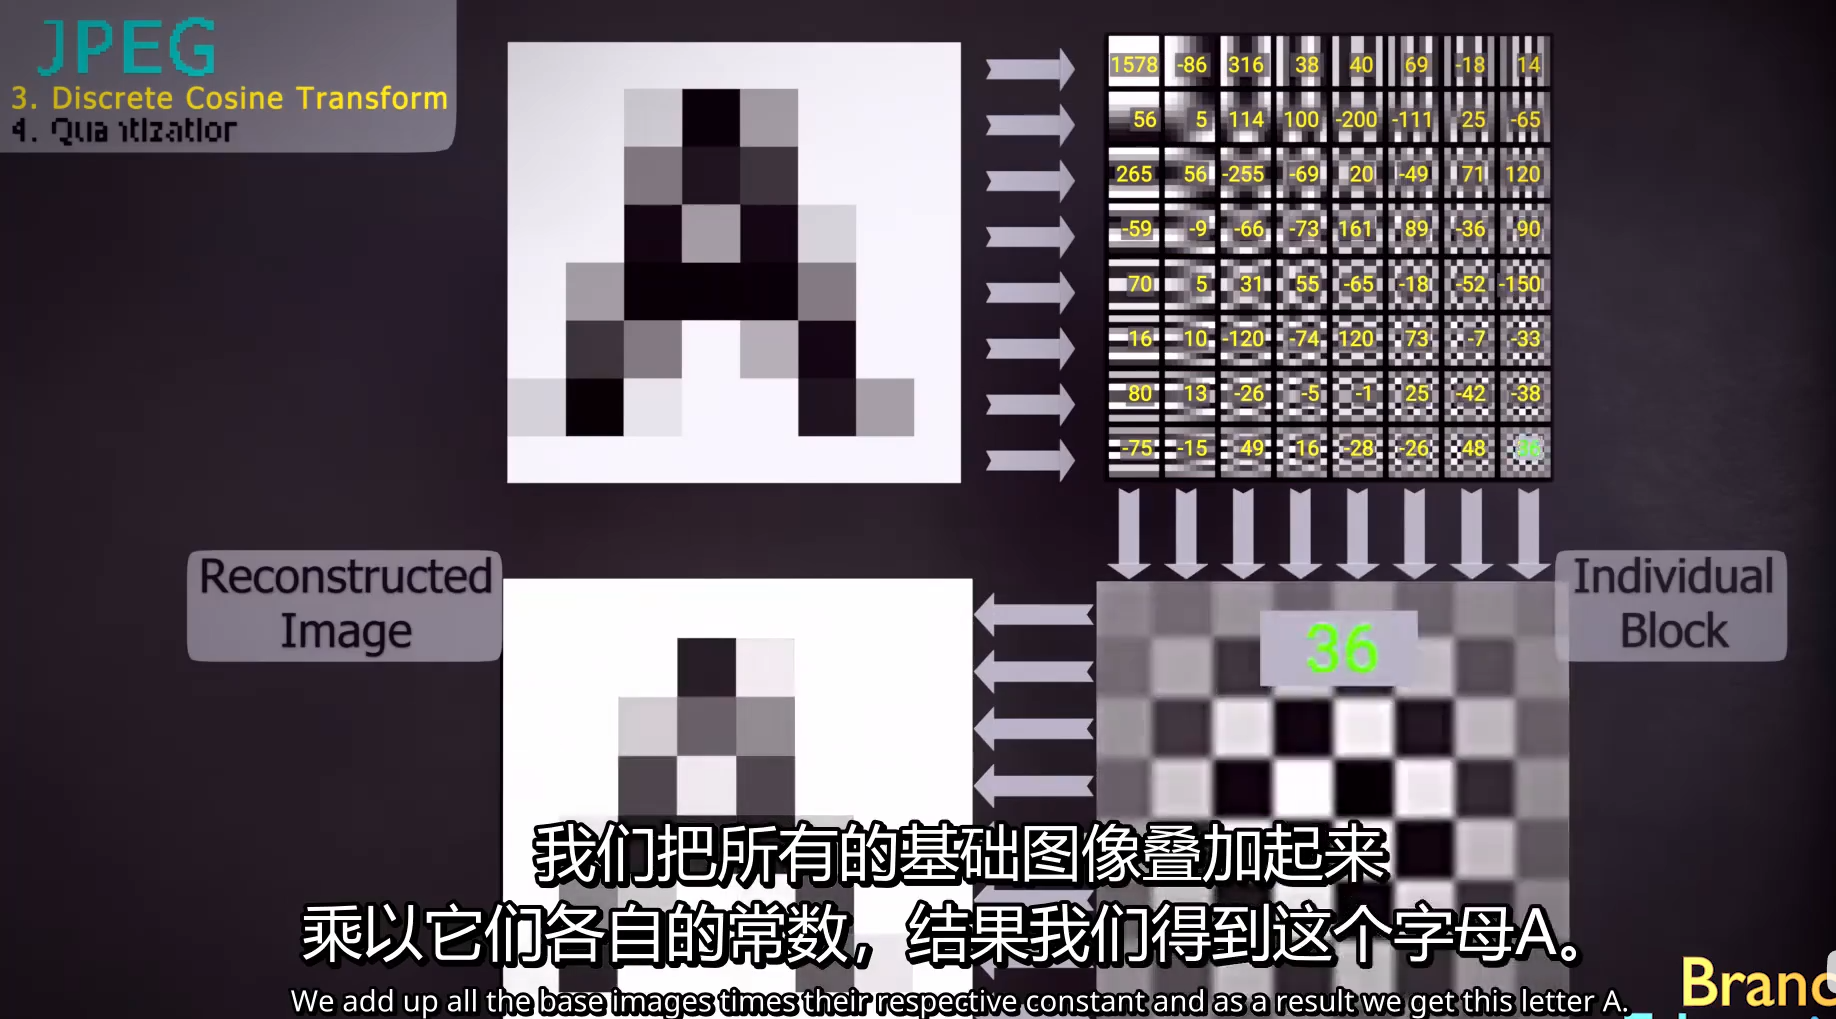 JPEG
3. Discrete Cosine Transform
4. Quantization
1578 -86 316 38 40 69 -18 14
56 5 114 100 -200 -111 25 -65
265 56 -255 -69 20 -49 71 120
-59 -9 -66 -73 161 89 -36 90
70 5 31 55 -65 -18 -52 -150
16 10 -120 -74 120 73 -7 -33
80 13 -26 -5 -1 25 -42 -38
-75 -15 49 16 -28 -26 48 36
Reconstructed
Image
Individual
Block
36
我们把所有的基础图像叠加起来
乘以它们各自的常数，结果我们得到这个字母A。
Branc
We add up all the base images times their respective constant and as a result we get this letter A.